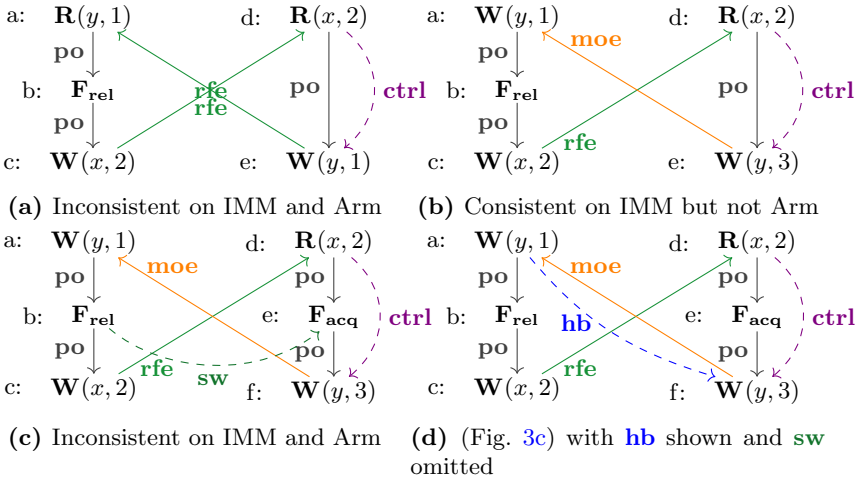 a: R(y, 1) d: R(x, 2)
po
b: F_rel rfe po ctrl
rfe
po
c: W(x, 2) e: W(y, 1)
(a) Inconsistent on IMM and Arm
a: W(y, 1) d: R(x, 2)
moe
po
b: F_rel po ctrl
po
rfe
c: W(x, 2) e: W(y, 3)
(b) Consistent on IMM but not Arm
a: W(y, 1) d: R(x, 2)
moe
po po
b: F_rel e: F_acq ctrl
po po
rfe sw
c: W(x, 2) f: W(y, 3)
(c) Inconsistent on IMM and Arm
a: W(y, 1) d: R(x, 2)
moe
po po
b: F_rel hb e: F_acq ctrl
po po
rfe
c: W(x, 2) f: W(y, 3)
(d) (Fig. 3c) with hb shown and sw
omitted